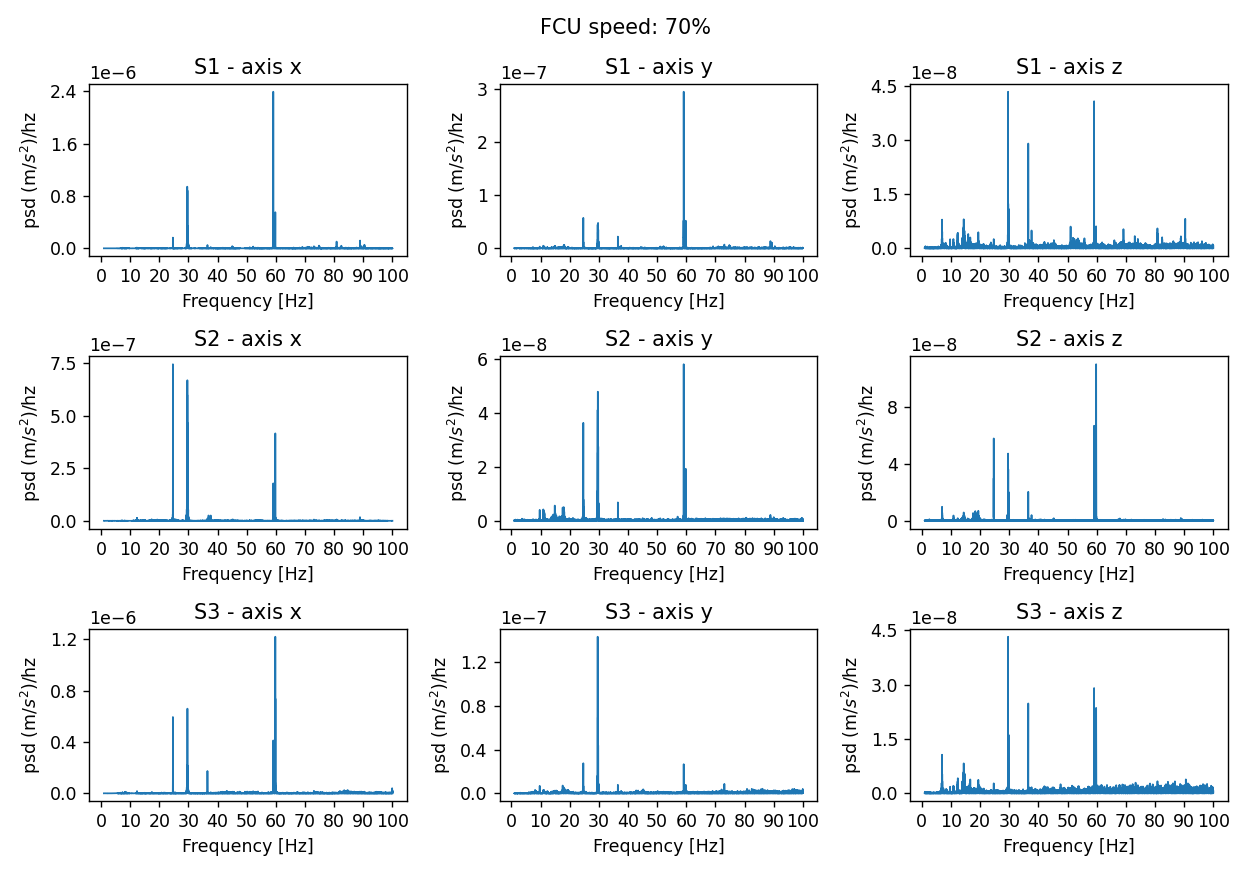 FCU speed: 70%
S1 - axis x
1e−6
psd (m/s²)/hz
2.4
1.6
0.8
0.0
0 10 20 30 40 50 60 70 80 90 100
Frequency [Hz]
S1 - axis y
1e−7
psd (m/s²)/hz
3
2
1
0
0 10 20 30 40 50 60 70 80 90 100
Frequency [Hz]
S1 - axis z
1e−8
psd (m/s²)/hz
4.5
3.0
1.5
0.0
0 10 20 30 40 50 60 70 80 90 100
Frequency [Hz]
S2 - axis x
1e−7
psd (m/s²)/hz
7.5
5.0
2.5
0.0
0 10 20 30 40 50 60 70 80 90 100
Frequency [Hz]
S2 - axis y
1e−8
psd (m/s²)/hz
6
4
2
0
0 10 20 30 40 50 60 70 80 90 100
Frequency [Hz]
S2 - axis z
1e−8
psd (m/s²)/hz
8
4
0
0 10 20 30 40 50 60 70 80 90 100
Frequency [Hz]
S3 - axis x
1e−6
psd (m/s²)/hz
1.2
0.8
0.4
0.0
0 10 20 30 40 50 60 70 80 90 100
Frequency [Hz]
S3 - axis y
1e−7
psd (m/s²)/hz
1.2
0.8
0.4
0.0
0 10 20 30 40 50 60 70 80 90 100
Frequency [Hz]
S3 - axis z
1e−8
psd (m/s²)/hz
4.5
3.0
1.5
0.0
0 10 20 30 40 50 60 70 80 90 100
Frequency [Hz]